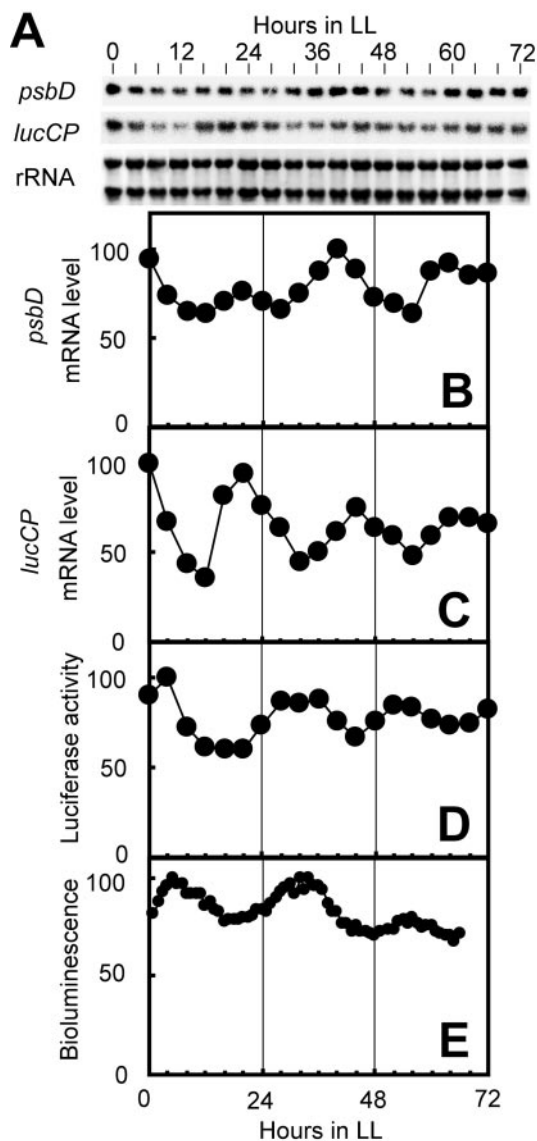 A
Hours in LL
0 12 24 36 48 60 72
psbD
lucCP
rRNA
100
50
0
psbD
mRNA level
B
100
50
0
lucCP
mRNA level
C
100
50
0
Luciferase activity
D
100
50
0
Bioluminescence
E
0 24 48 72
Hours in LL